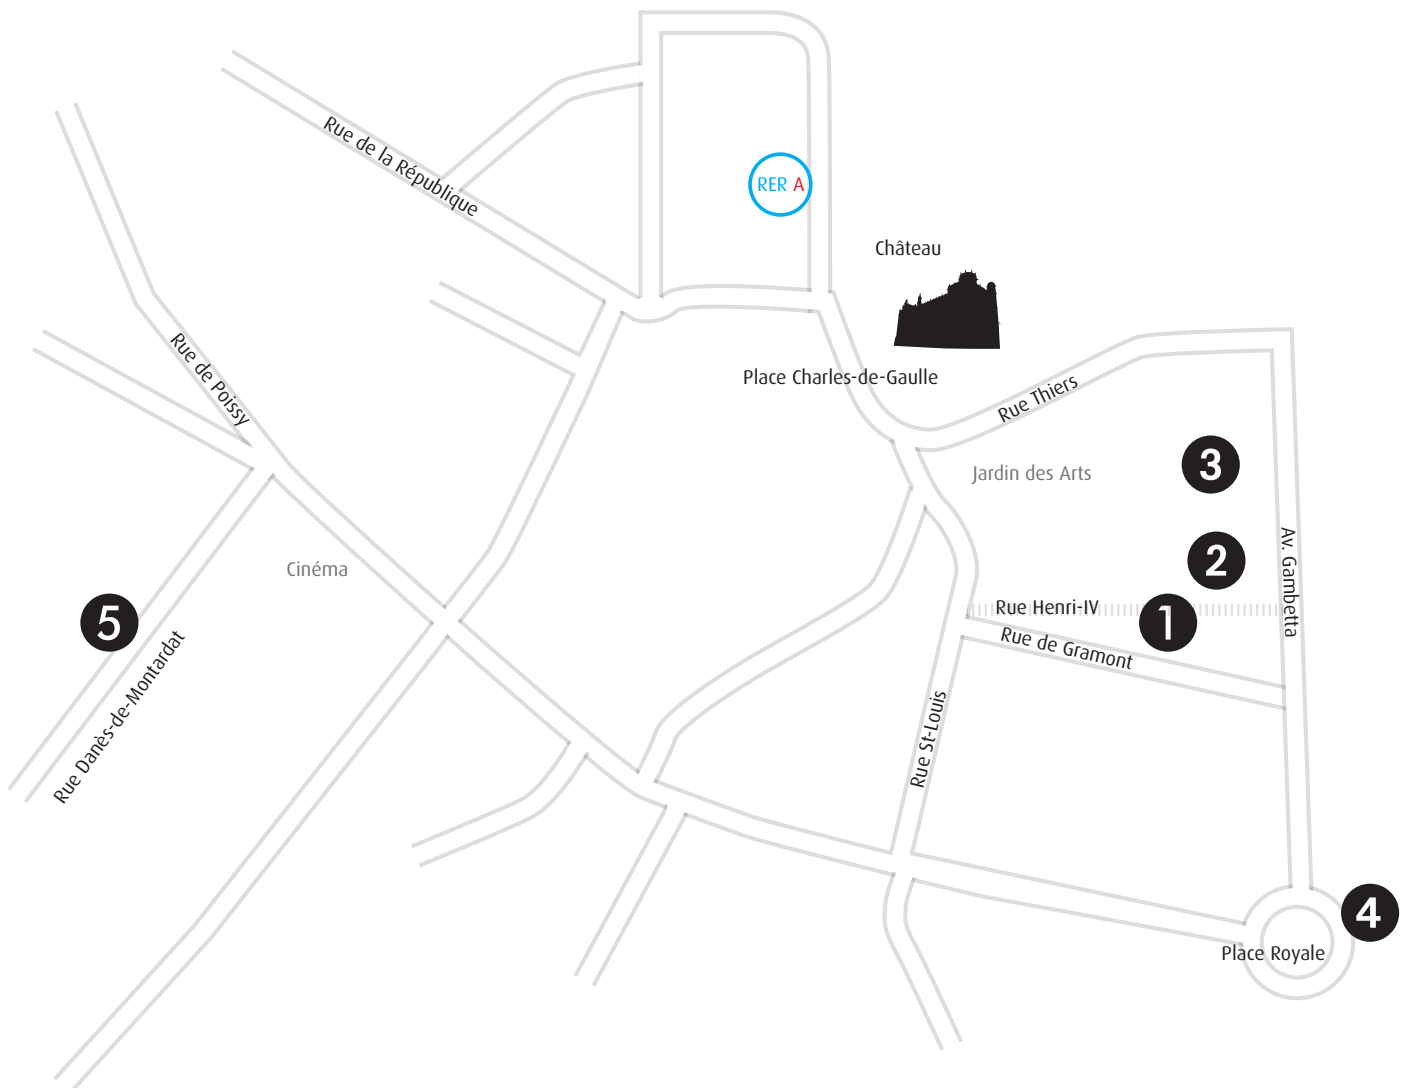 Rue de la République
RER A
Château
Rue de Poissy
Place Charles-de-Gaulle
Rue Thiers
Jardin des Arts
3
Cinéma
2
Av. Gambetta
5
Rue Henri-IV
1
Rue de Gramont
Rue Danès-de-Montardat
Rue St-Louis
4
Place Royale